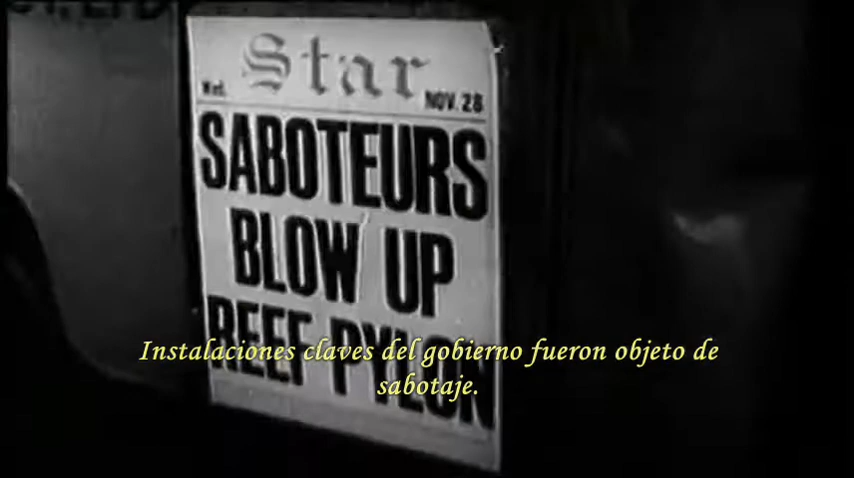 Star
Wed. NOV. 28
SABOTEURS
BLOW UP
REEF PYLON
Instalaciones claves del gobierno fueron objeto de
sabotaje.